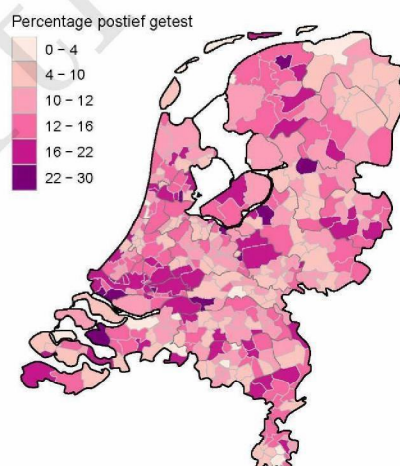 Percentage postief getest
0 – 4
4 – 10
10 – 12
12 – 16
16 – 22
22 – 30